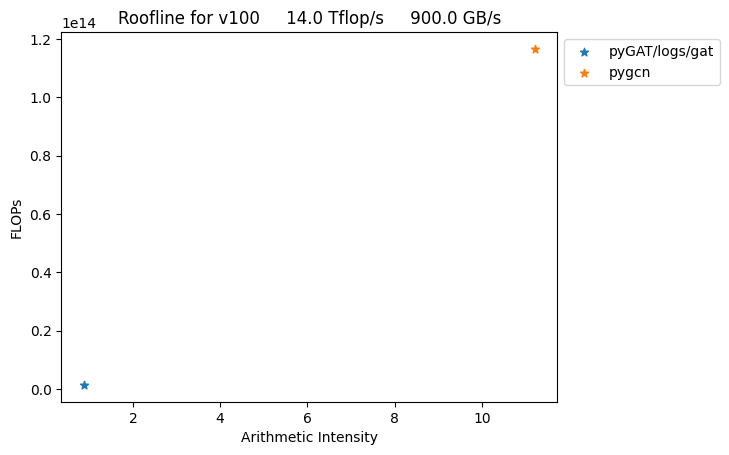 Roofline for v100 14.0 Tflop/s 900.0 GB/s
1e14
1.2
1.0
0.8
0.6
0.4
0.2
0.0
FLOPs
2 4 6 8 10
Arithmetic Intensity
pyGAT/logs/gat
pygcn